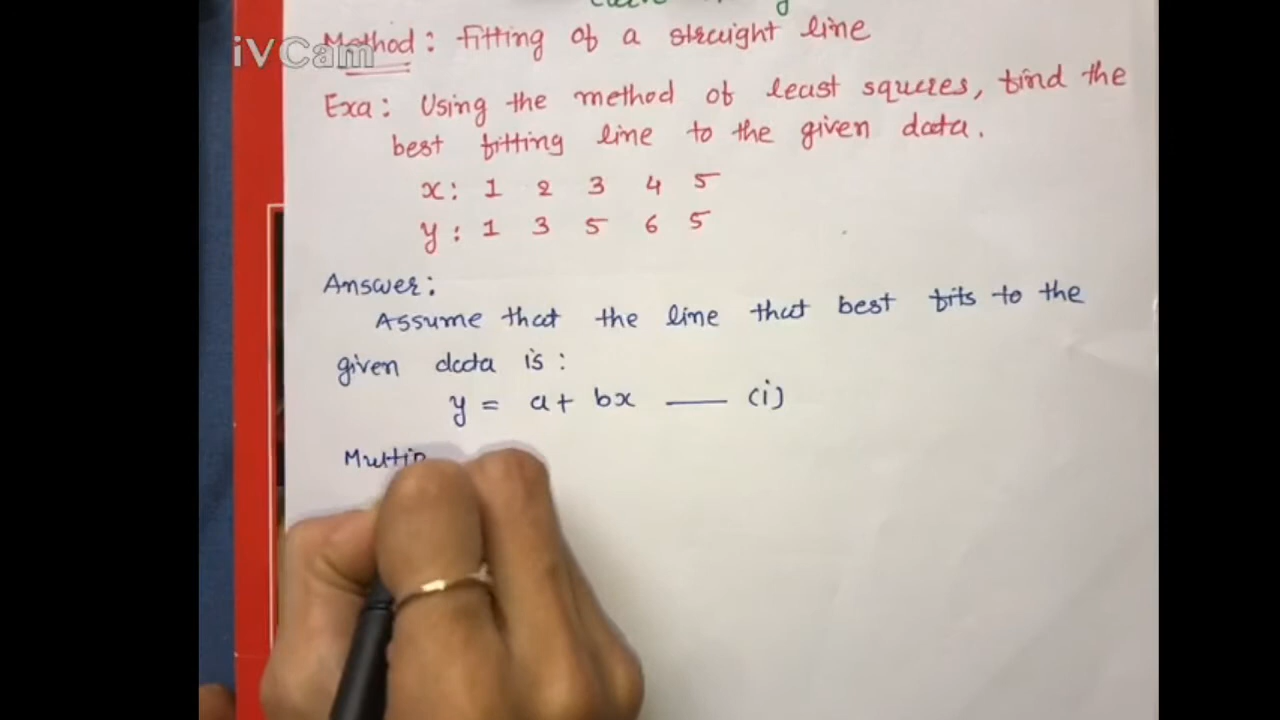 iVCam
Method: Fitting of a straight line
Exa: Using the method of least squares, find the
best fitting line to the given data.
x: 1 2 3 4 5
y: 1 3 5 6 5
Answer:
Assume that the line that best fits to the
given data is:
y = a + bx —— (i)
Multip